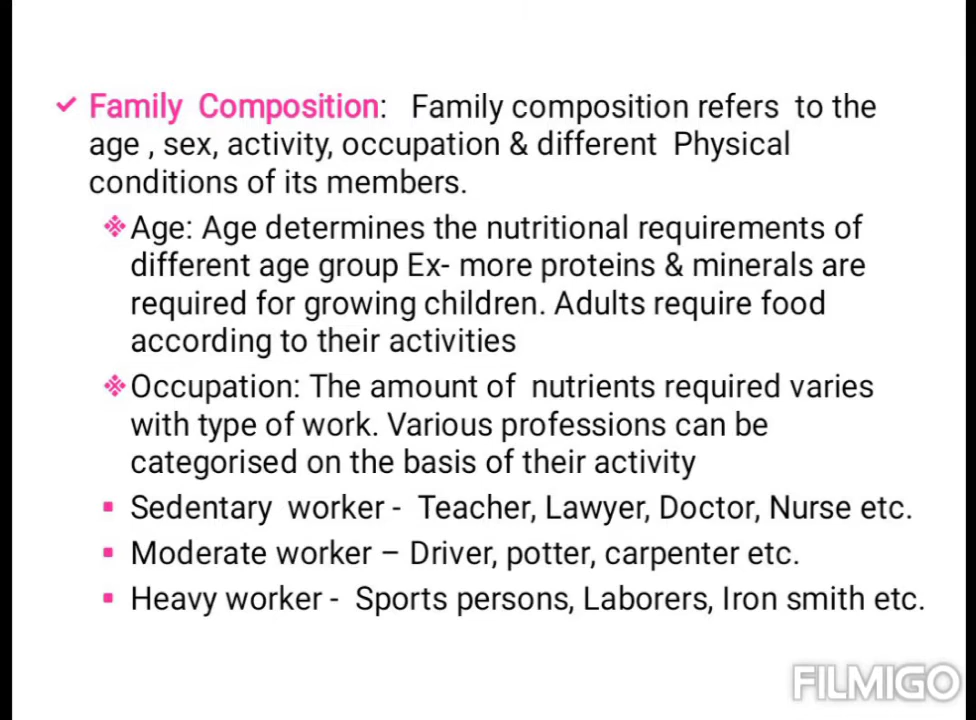 Family Composition: Family composition refers to the
age , sex, activity, occupation & different Physical
conditions of its members.
Age: Age determines the nutritional requirements of
different age group Ex- more proteins & minerals are
required for growing children. Adults require food
according to their activities
Occupation: The amount of nutrients required varies
with type of work. Various professions can be
categorised on the basis of their activity
Sedentary worker - Teacher, Lawyer, Doctor, Nurse etc.
Moderate worker – Driver, potter, carpenter etc.
Heavy worker - Sports persons, Laborers, Iron smith etc.
FILMIGO